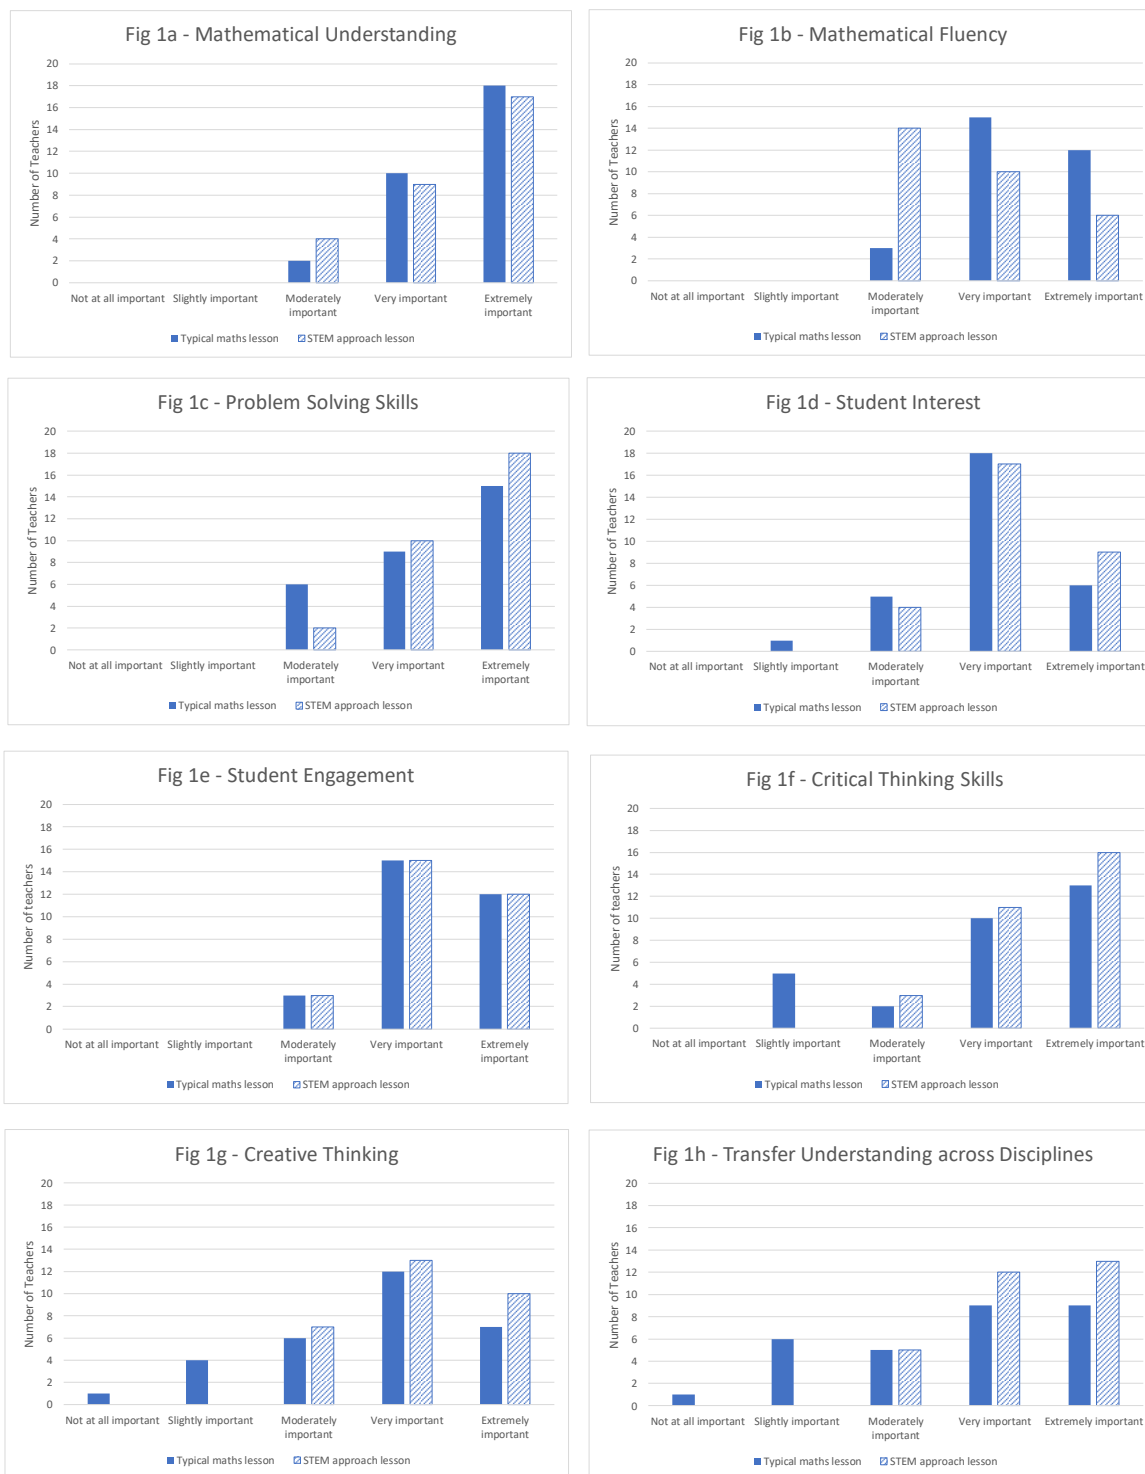 Fig 1a - Mathematical Understanding
20
18
16
14
12
10
8
6
4
2
0
Number of Teachers
Not at all important Slightly important Moderately important Very important Extremely important
Typical maths lesson STEM approach lesson
Fig 1b - Mathematical Fluency
20
18
16
14
12
10
8
6
4
2
0
Number of Teachers
Not at all important Slightly important Moderately important Very important Extremely important
Typical maths lesson STEM approach lesson
Fig 1c - Problem Solving Skills
20
18
16
14
12
10
8
6
4
2
0
Number of Teachers
Not at all important Slightly important Moderately important Very important Extremely important
Typical maths lesson STEM approach lesson
Fig 1d - Student Interest
20
18
16
14
12
10
8
6
4
2
0
Number of Teachers
Not at all important Slightly important Moderately important Very important Extremely important
Typical maths lesson STEM approach lesson
Fig 1e - Student Engagement
20
18
16
14
12
10
8
6
4
2
0
Number of teachers
Not at all important Slightly important Moderately important Very important Extremely important
Typical maths lesson STEM approach lesson
Fig 1f - Critical Thinking Skills
20
18
16
14
12
10
8
6
4
2
0
Number of teachers
Not at all important Slightly important Moderately important Very important Extremely important
Typical maths lesson STEM approach lesson
Fig 1g - Creative Thinking
20
18
16
14
12
10
8
6
4
2
0
Number of Teachers
Not at all important Slightly important Moderately important Very important Extremely important
Typical maths lesson STEM approach lesson
Fig 1h - Transfer Understanding across Disciplines
20
18
16
14
12
10
8
6
4
2
0
Number of Teachers
Not at all important Slightly important Moderately important Very important Extremely important
Typical maths lesson STEM approach lesson